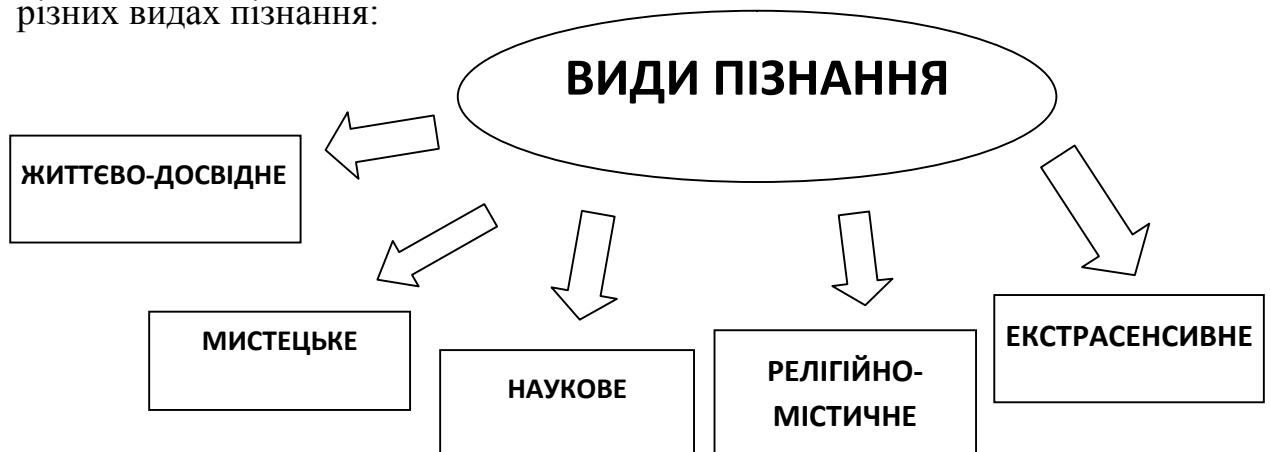 різних видах пізнання:
ВИДИ ПІЗНАННЯ
ЖИТТЄВО-ДОСВІДНЕ
МИСТЕЦЬКЕ
НАУКОВЕ
РЕЛІГІЙНО-
МІСТИЧНЕ
ЕКСТРАСЕНСИВНЕ